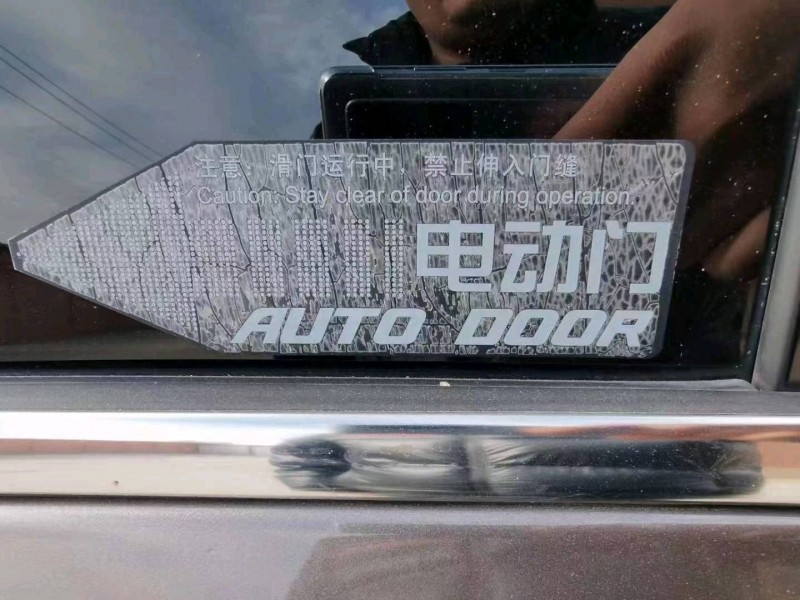 注意：滑门运行中，禁止伸入门缝
Caution: Stay clear of door during operation.
电动门
AUTO DOOR